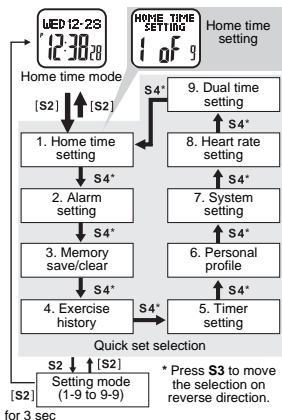 WED 12-28
P 12:38 28
HOME TIME
SETTING
1 of 9
Home time
setting
Home time mode
[S2]
[S2]
9. Dual time
setting
S4*
S4*
1. Home time
setting
8. Heart rate
setting
S4*
S4*
2. Alarm
setting
7. System
setting
S4*
S4*
3. Memory
save/clear
6. Personal
profile
S4*
S4*
4. Exercise
history
S4*
5. Timer
setting
Quick set selection
S2
[S2]
[S2]
Setting mode
(1-9 to 9-9)
for 3 sec
* Press S3 to move
the selection on
reverse direction.